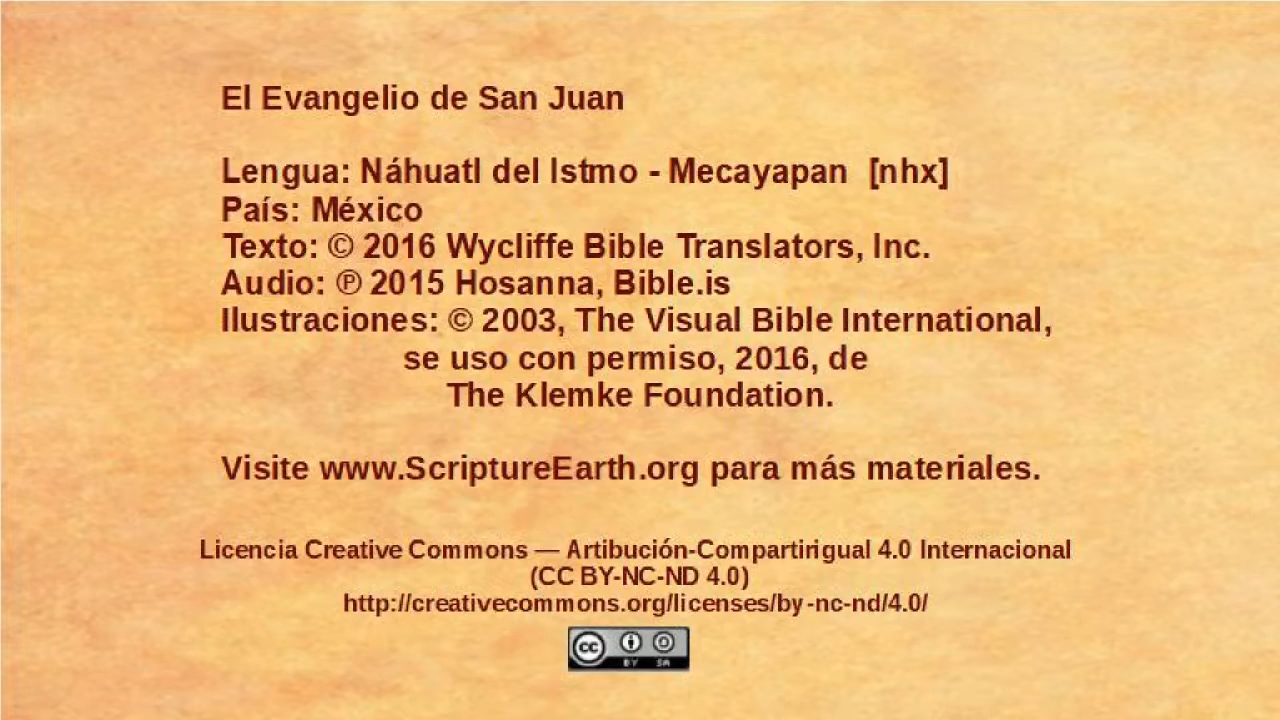 El Evangelio de San Juan
Lengua: Náhuatl del Istmo - Mecayapan [nhx]
País: México
Texto: © 2016 Wycliffe Bible Translators, Inc.
Audio: ℗ 2015 Hosanna, Bible.is
Ilustraciones: © 2003, The Visual Bible International,
se uso con permiso, 2016, de
The Klemke Foundation.
Visite www.ScriptureEarth.org para más materiales.
Licencia Creative Commons — Artibución-Compartirigual 4.0 Internacional
(CC BY-NC-ND 4.0)
http://creativecommons.org/licenses/by-nc-nd/4.0/
cc BY SA